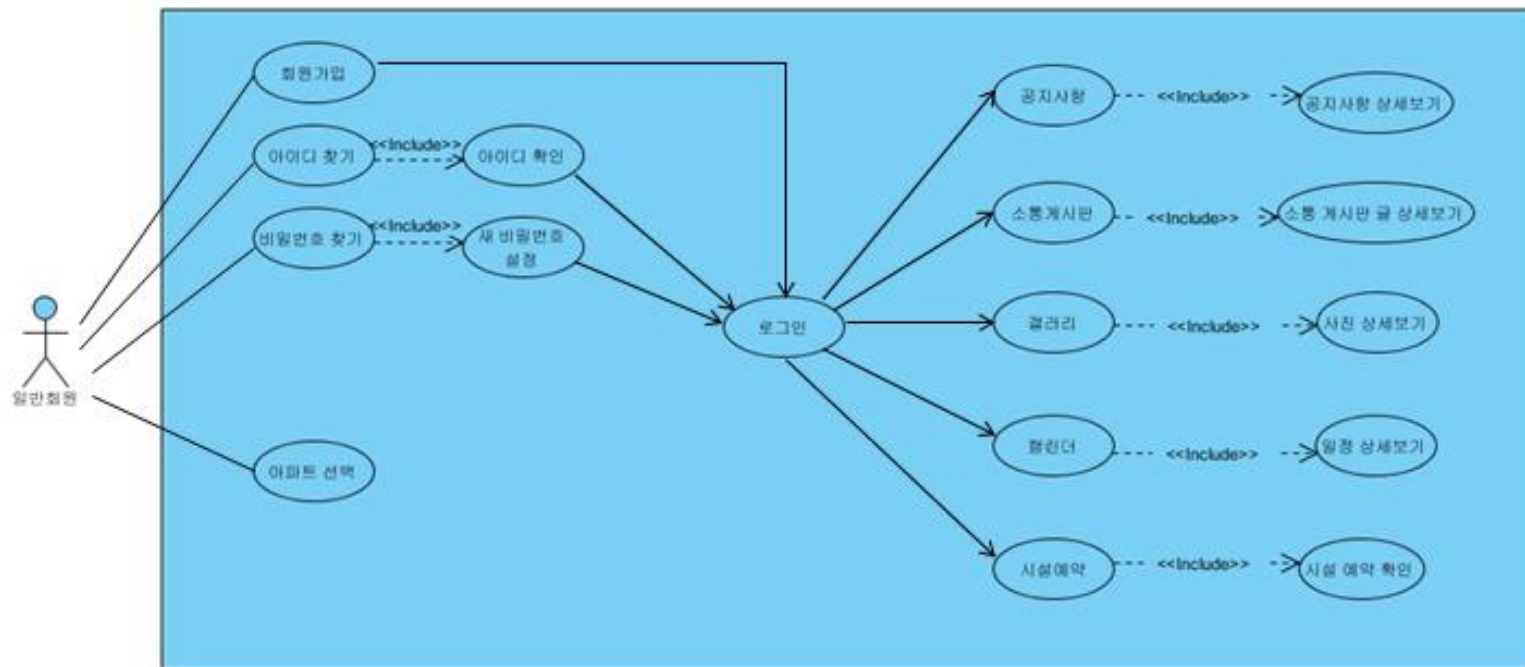 회원가입
아이디 찾기
<<Include>>
아이디 확인
비밀번호 찾기
<<Include>>
새 비밀번호
설정
일반회원
아파트 선택
로그인
공지사항
<<Include>>
공지사항 상세보기
소통게시판
<<Include>>
소통 게시판 글 상세보기
갤러리
<<Include>>
사진 상세보기
캘린더
<<Include>>
일정 상세보기
시설예약
<<Include>>
시설 예약 확인